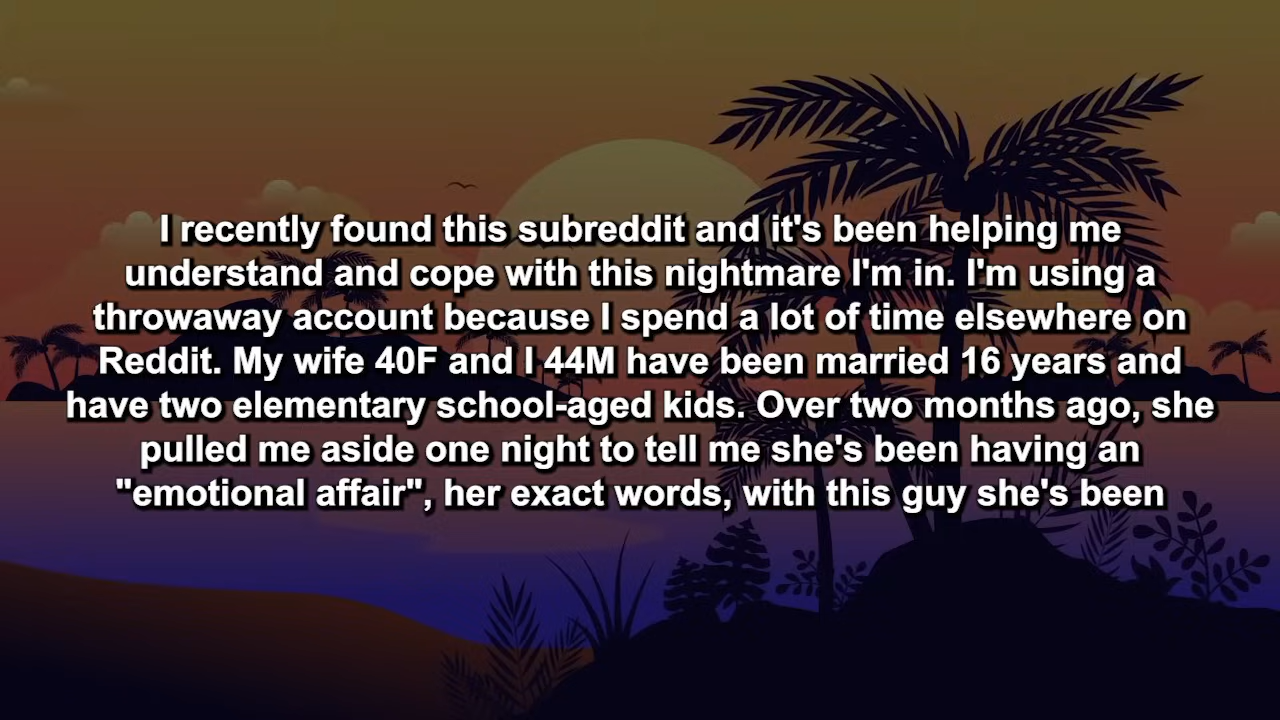 I recently found this subreddit and it's been helping me
understand and cope with this nightmare I'm in. I'm using a
throwaway account because I spend a lot of time elsewhere on
Reddit. My wife 40F and I 44M have been married 16 years and
have two elementary school-aged kids. Over two months ago, she
pulled me aside one night to tell me she's been having an
"emotional affair", her exact words, with this guy she's been